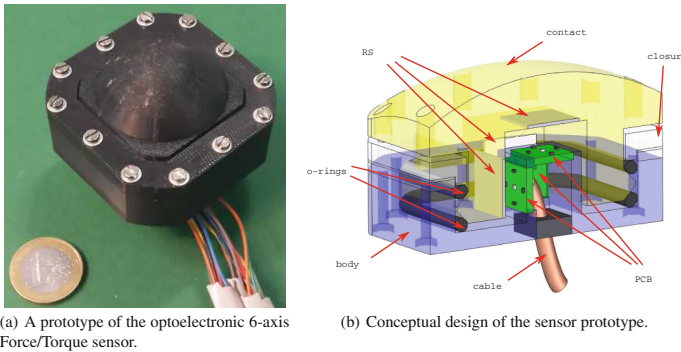 contact
RS
closur
o-rings
body
cable
PCB
(a) A prototype of the optoelectronic 6-axis
Force/Torque sensor.
(b) Conceptual design of the sensor prototype.